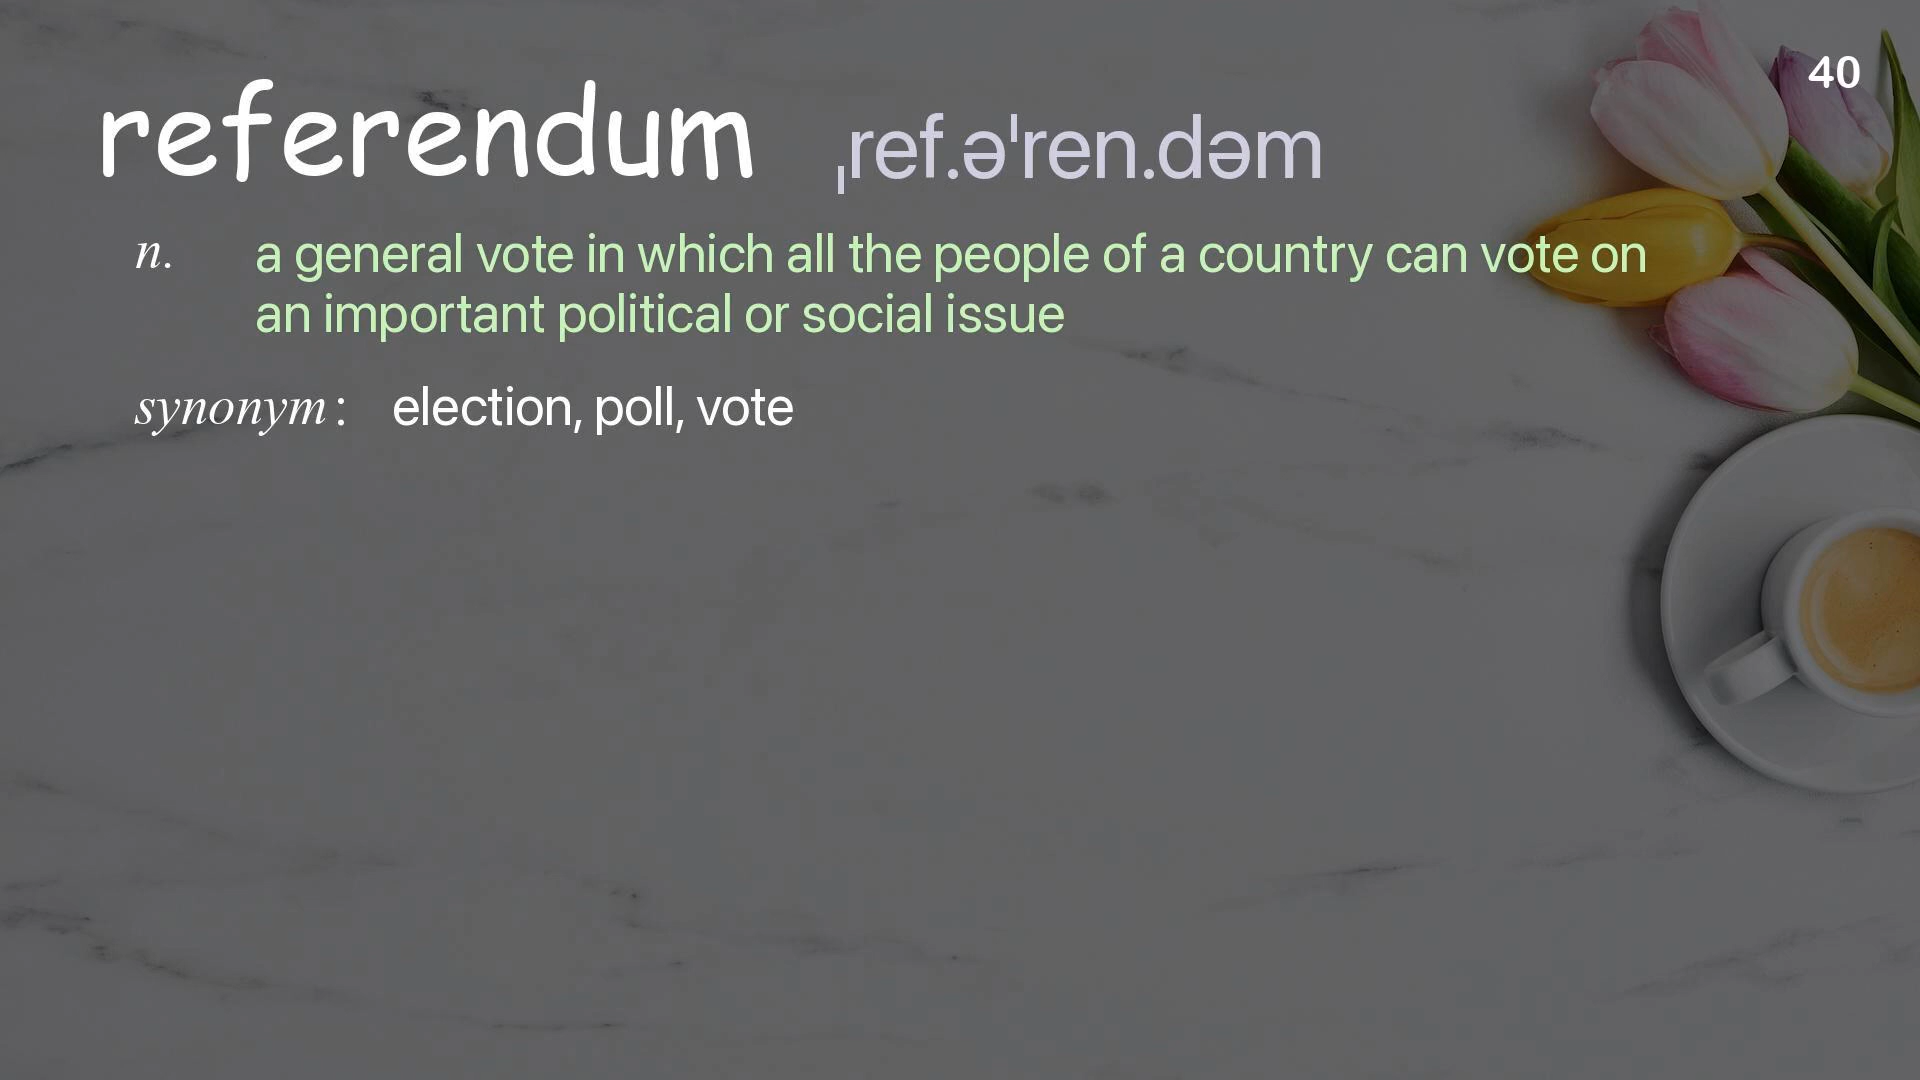 40
referendum ˌref.əˈren.dəm
n. a general vote in which all the people of a country can vote on
an important political or social issue
synonym: election, poll, vote